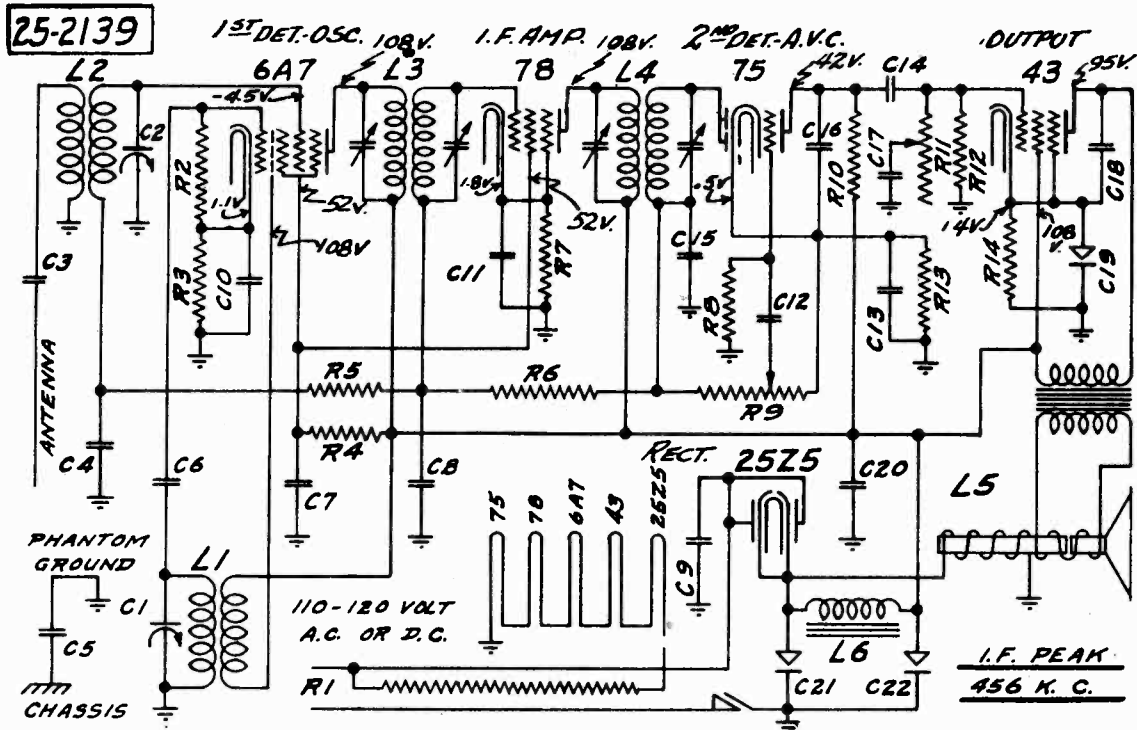 25-2139
1ST DET.-OSC.
108V.
I.F. AMP.
108V.
2ND DET.-A.V.C.
OUTPUT
L2
6A7
L3
78
L4
75
42V.
C14
43
95V.
-4.5V.
C2
R2
1.1V.
52V.
108V
1.8V.
52V.
.5V
C16
R10
C17
R11
R12
C18
14V
108 V.
C3
R3
C10
C11
R7
C15
R8
C12
C13
R13
R14
C19
ANTENNA
R5
R6
R9
C4
C6
R4
C7
C8
RECT.
25Z5
C20
L5
75
78
6A7
43
25Z5
C9
PHANTOM
GROUND
L1
C1
C5
110-120 VOLT
A.C. OR D.C.
L6
R1
C21
C22
CHASSIS
I.F. PEAK
456 K.C.